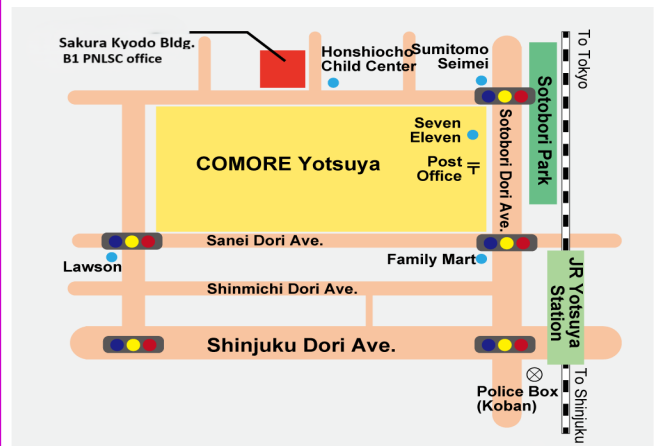 Sakura Kyodo Bldg.
B1 PNLSC office
Honshiocho
Child Center
Sumitomo
Seimei
To Tokyo
Sotobori Park
Seven
Eleven
COMORE Yotsuya
Post
Office 〒
Sotobori Dori Ave.
Sanei Dori Ave.
Lawson
Family Mart
Shinmichi Dori Ave.
JR Yotsuya
Station
Shinjuku Dori Ave.
Police Box
(Koban)
To Shinjuku